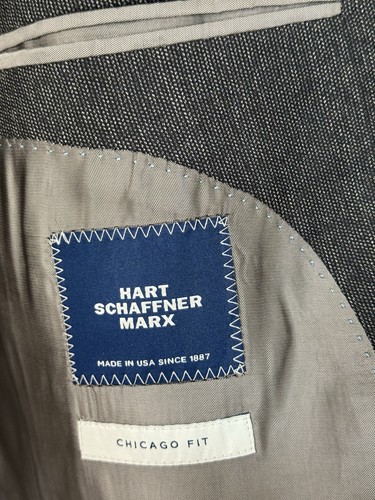 HART
SCHAFFNER
MARX
MADE IN USA SINCE 1887
CHICAGO FIT